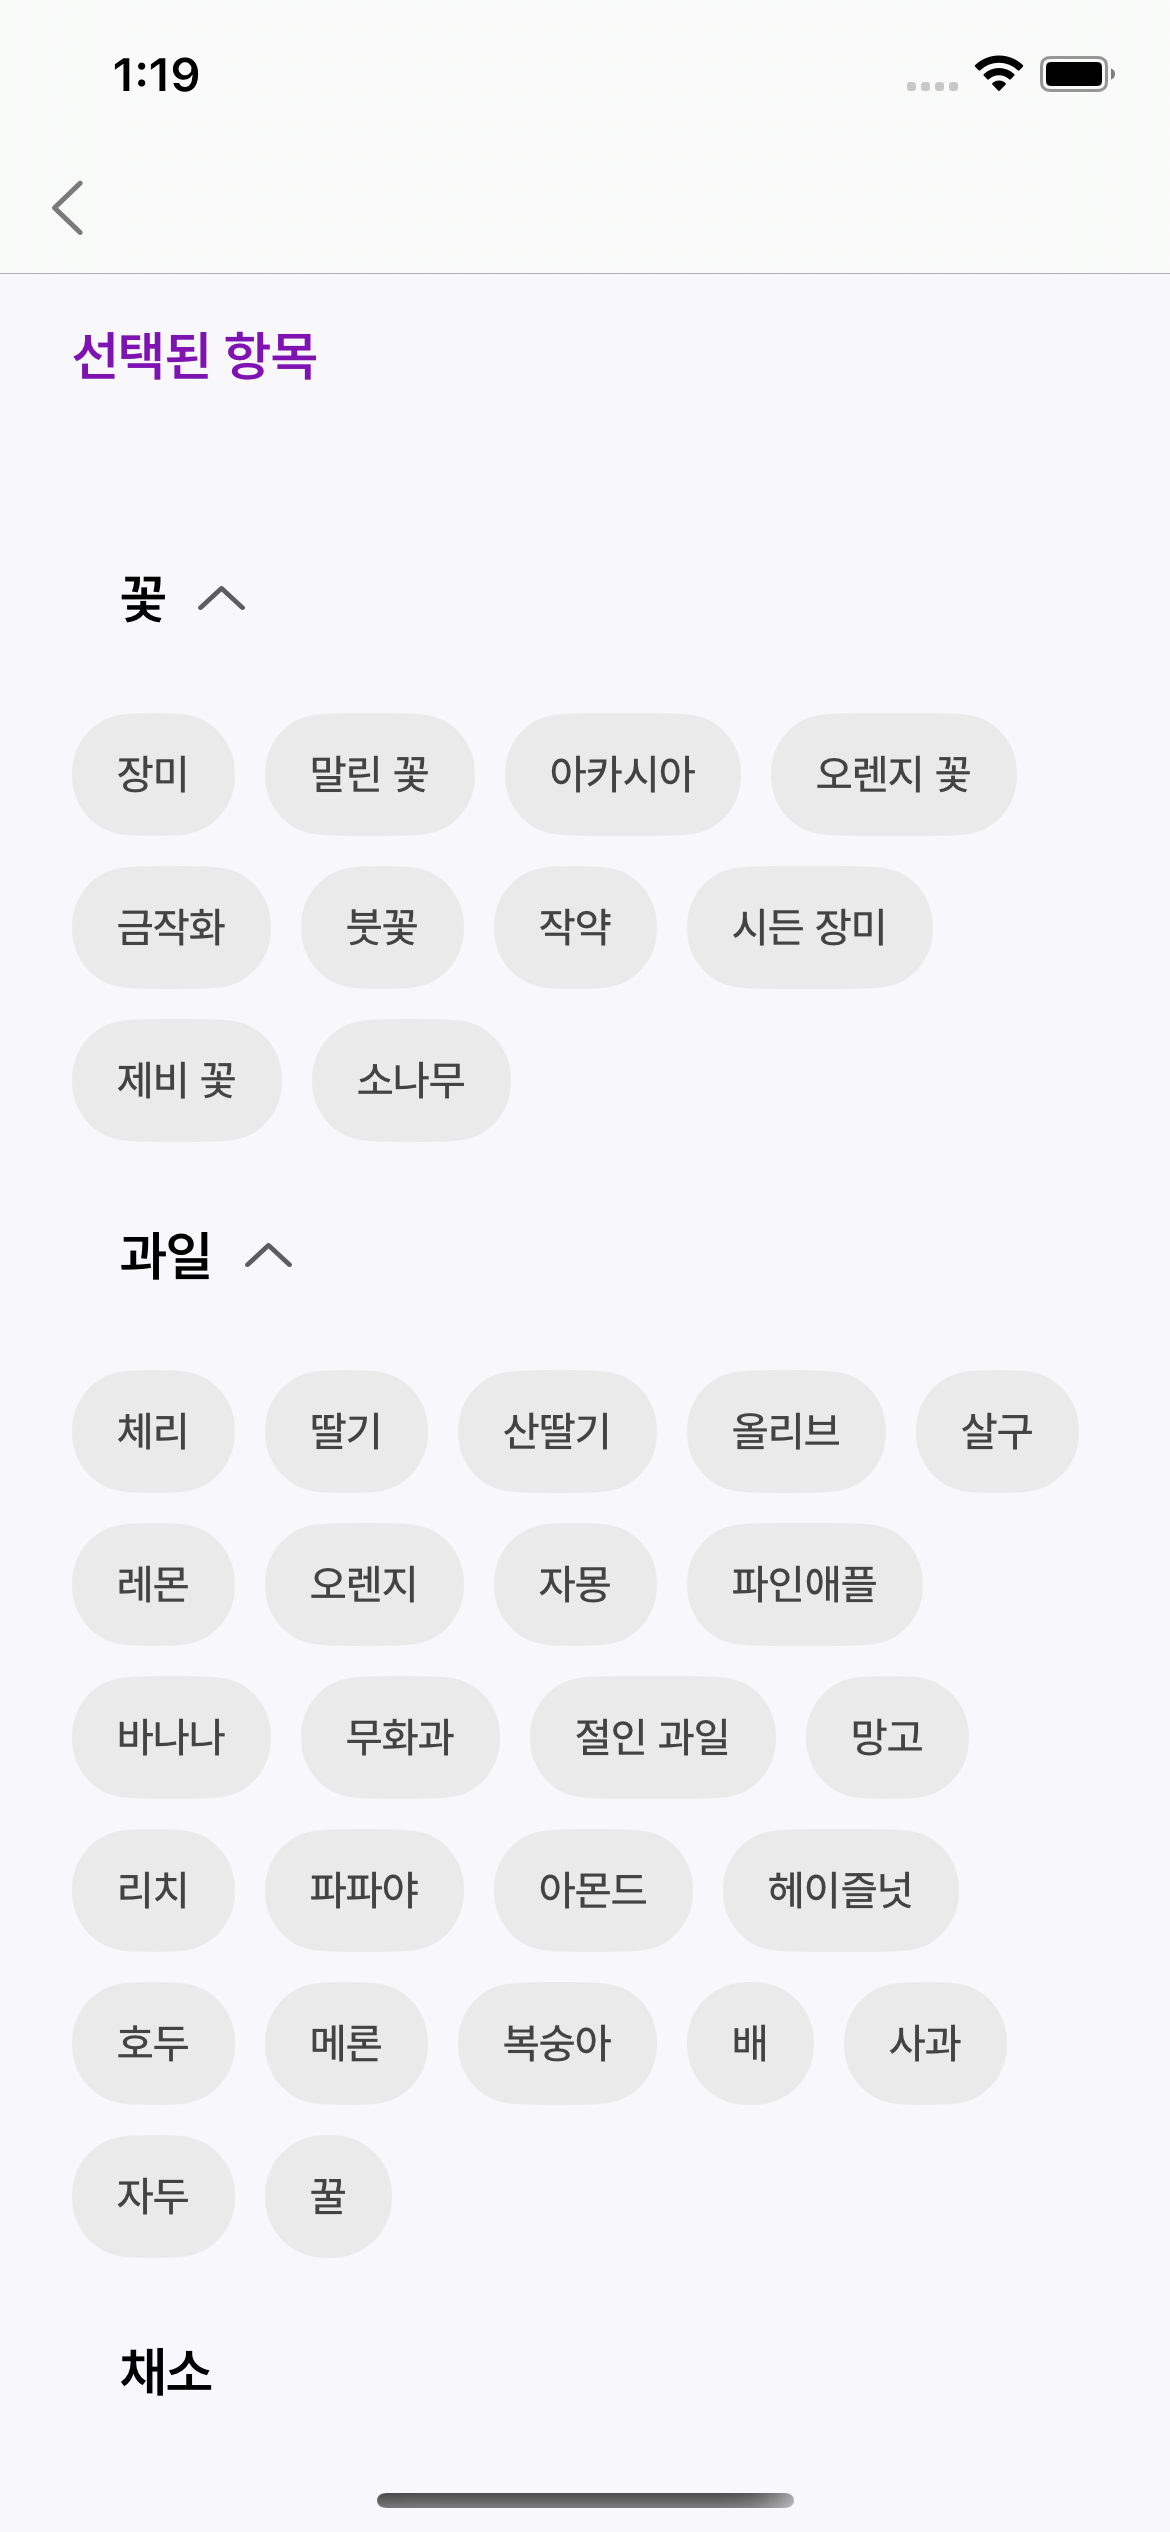 1:19
선택된 항목
꽃
장미 말린 꽃 아카시아 오렌지 꽃
금작화 붓꽃 작약 시든 장미
제비 꽃 소나무
과일
체리 딸기 산딸기 올리브 살구
레몬 오렌지 자몽 파인애플
바나나 무화과 절인 과일 망고
리치 파파야 아몬드 헤이즐넛
호두 메론 복숭아 배 사과
자두 꿀
채소